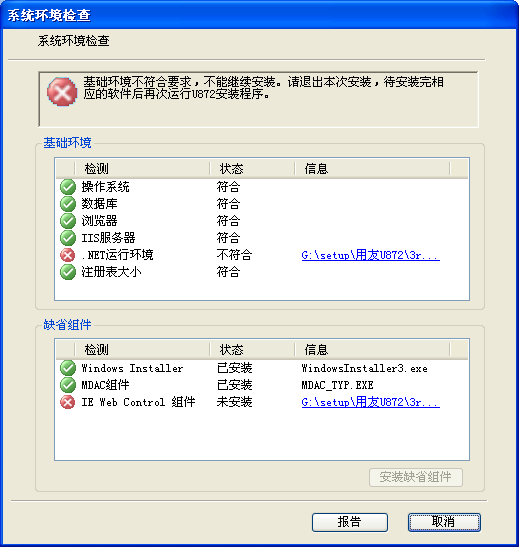 系统环境检查
系统环境检查
基础环境不符合要求，不能继续安装。请退出本次安装，待安装完相
应的软件后再次运行U872安装程序。
基础环境
检测 状态 信息
操作系统 符合
数据库 符合
浏览器 符合
IIS服务器 符合
.NET运行环境 不符合 G:\setup\用友U872\3r...
注册表大小 符合
缺省组件
检测 状态 信息
Windows Installer 已安装 WindowsInstaller3.exe
MDAC组件 已安装 MDAC_TYP.EXE
IE Web Control 组件 未安装 G:\setup\用友U872\3r...
安装缺省组件
报告 取消